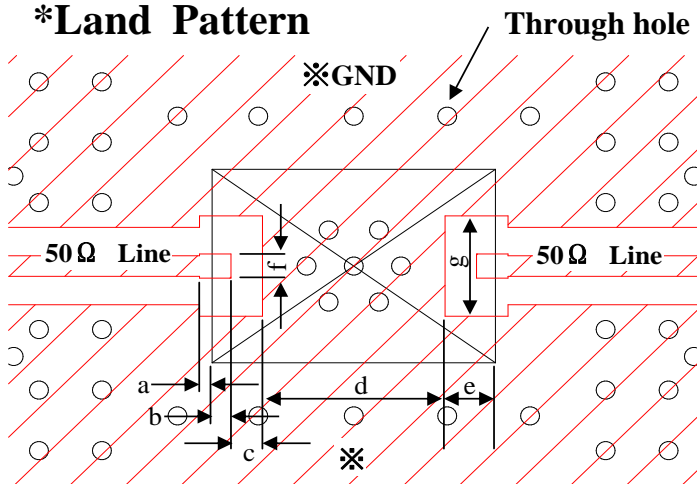 *Land Pattern
Through hole
※GND
50Ω Line
50Ω Line
f
g
a
d
e
b
c
※